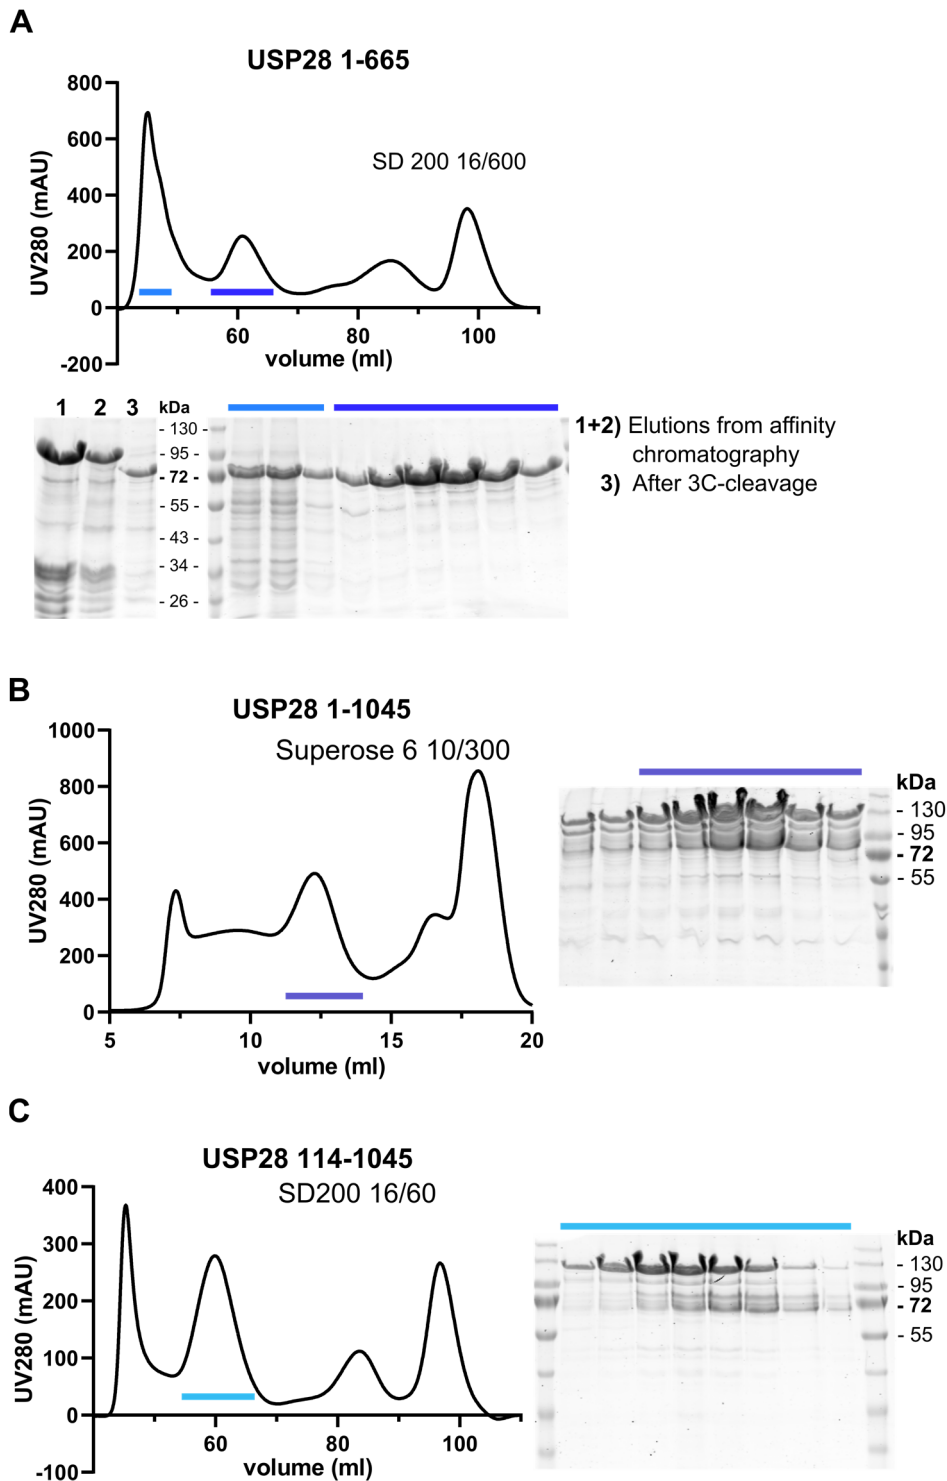 A
USP28 1-665
SD 200 16/600
UV280 (mAU)
800
600
400
200
0
-200
60 80 100
volume (ml)
1 2 3 kDa
- 130 -
- 95 -
- 72 -
- 55 -
- 43 -
- 34 -
- 26 -
1+2) Elutions from affinity
chromatography
3) After 3C-cleavage
B
USP28 1-1045
Superose 6 10/300
UV280 (mAU)
1000
800
600
400
200
0
5 10 15 20
volume (ml)
kDa
- 130
- 95
- 72
- 55
C
USP28 114-1045
SD200 16/60
UV280 (mAU)
400
300
200
100
0
-100
60 80 100
volume (ml)
kDa
- 130
- 95
- 72
- 55